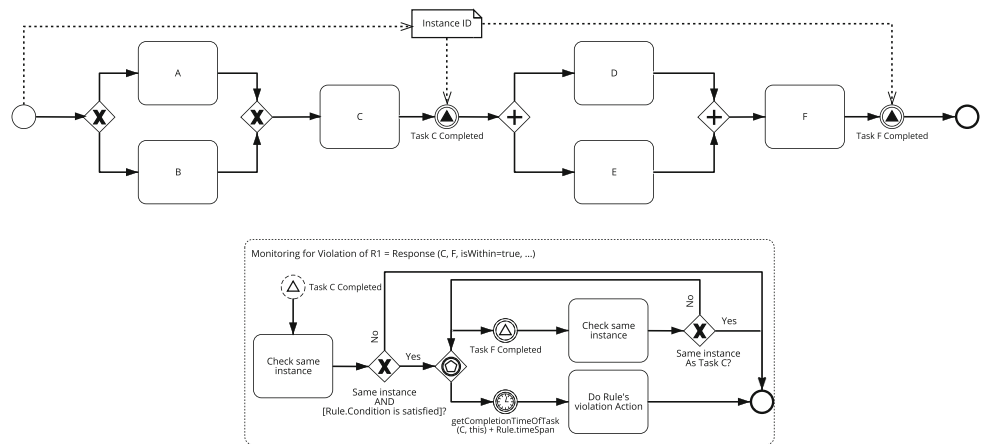 Instance ID
A
B
C
Task C Completed
D
E
F
Task F Completed
Monitoring for Violation of R1 = Response (C, F, isWithin=true, ...)
Task C Completed
Check same
instance
No
Yes
Same instance
AND
[Rule.Condition is satisfied]?
Task F Completed
Check same
instance
No
Yes
Same instance
As Task C?
getCompletionTimeOfTask
(C, this) + Rule.timeSpan
Do Rule's
violation Action